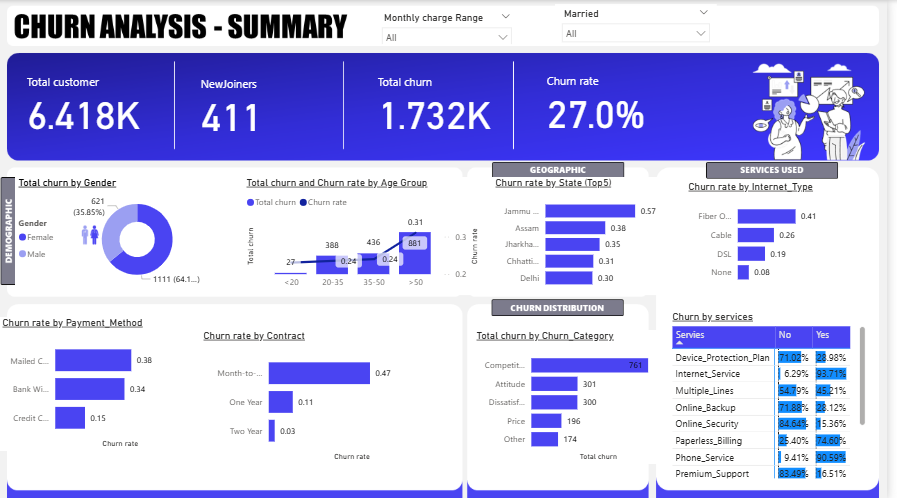 CHURN ANALYSIS - SUMMARY
Monthly charge Range
All
Married
All
Total customer
6.418K
NewJoiners
411
Total churn
1.732K
Churn rate
27.0%
DEMOGRAPHIC
Total churn by Gender
621
(35.85%)
Gender
Female
Male
1111 (64.1...)
Total churn and Churn rate by Age Group
Total churn Churn rate
Total churn
27
388
436
0.31
881
0.24
0.24
0.3
0.2
Churn rate
<20 20-35 35-50 >50
GEOGRAPHIC
Churn rate by State (Top5)
Jammu ... 0.57
Assam 0.38
Jharkha... 0.35
Chhatti... 0.31
Delhi 0.30
SERVICES USED
Churn rate by Internet_Type
Fiber O... 0.41
Cable 0.26
DSL 0.19
None 0.08
Churn rate by Payment_Method
Mailed C... 0.38
Bank Wi... 0.34
Credit C... 0.15
Churn rate
Churn rate by Contract
Month-to-... 0.47
One Year 0.11
Two Year 0.03
Churn rate
CHURN DISTRIBUTION
Total churn by Churn_Category
Competit... 761
Attitude 301
Dissatisf... 300
Price 196
Other 174
Total churn
Churn by services
Servies No Yes
Device_Protection_Plan 71.02% 28.98%
Internet_Service 6.29% 93.71%
Multiple_Lines 54.79% 45.21%
Online_Backup 71.88% 28.12%
Online_Security 84.64% 15.36%
Paperless_Billing 25.40% 74.60%
Phone_Service 9.41% 90.59%
Premium_Support 83.49% 16.51%